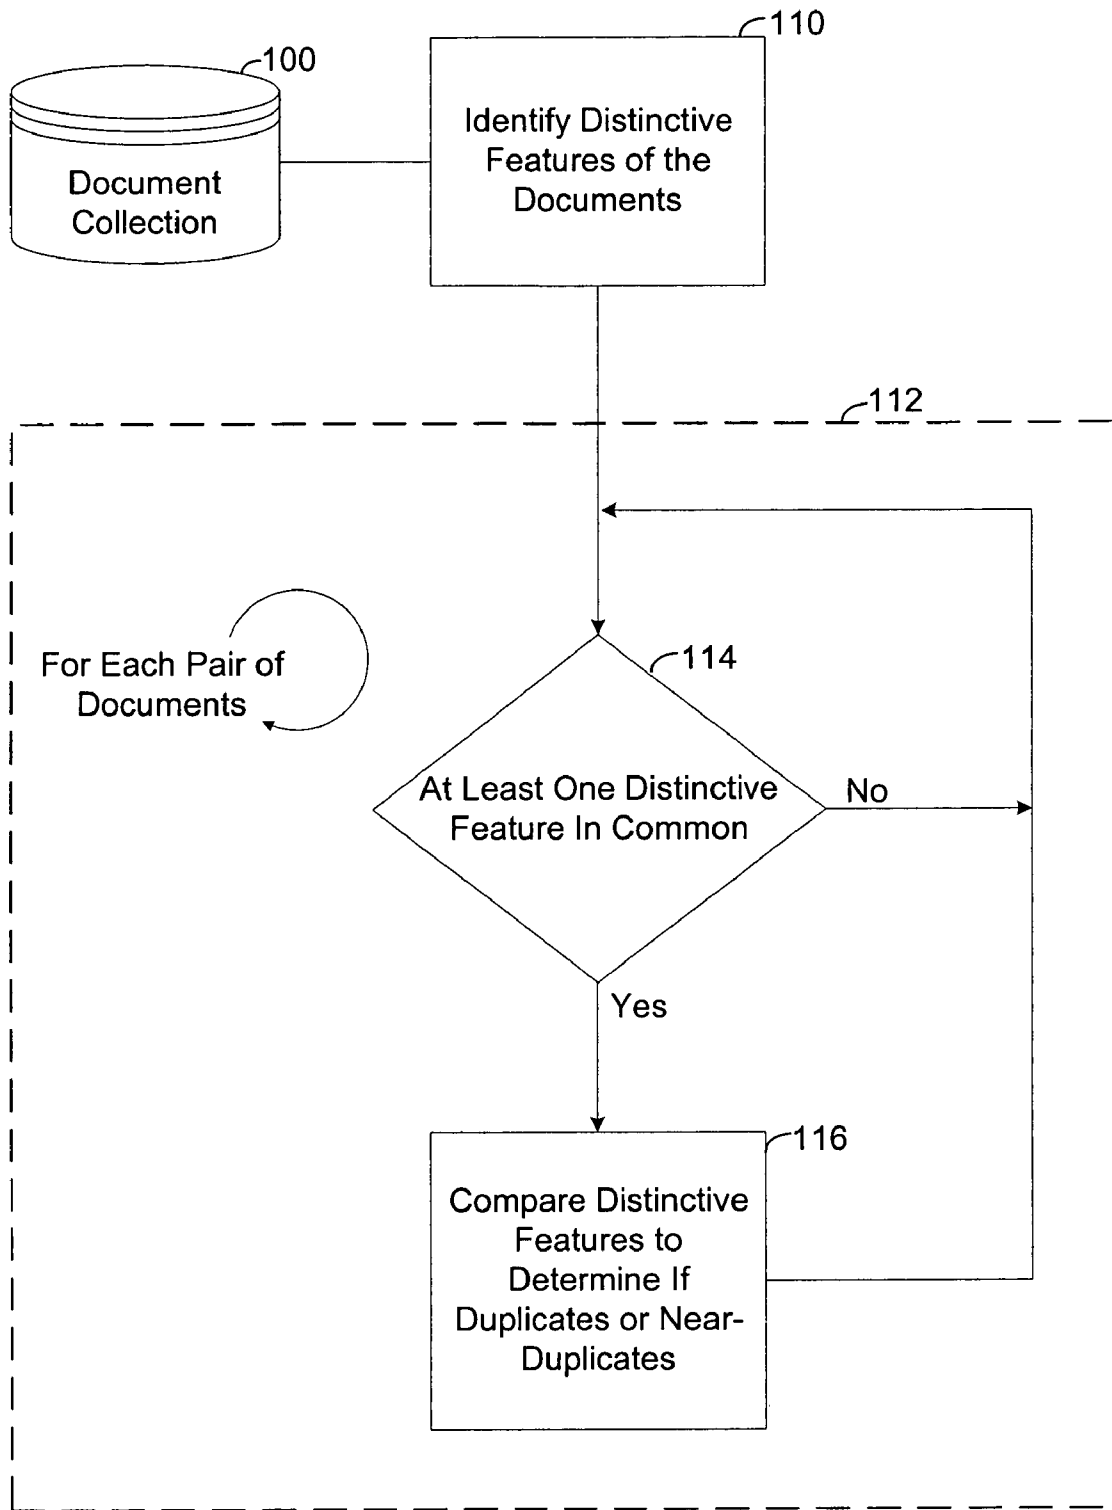 110
100
Identify Distinctive
Features of the
Documents
Document
Collection
112
114
For Each Pair of
Documents
At Least One Distinctive
Feature In Common
No
Yes
116
Compare Distinctive
Features to
Determine If
Duplicates or Near-
Duplicates